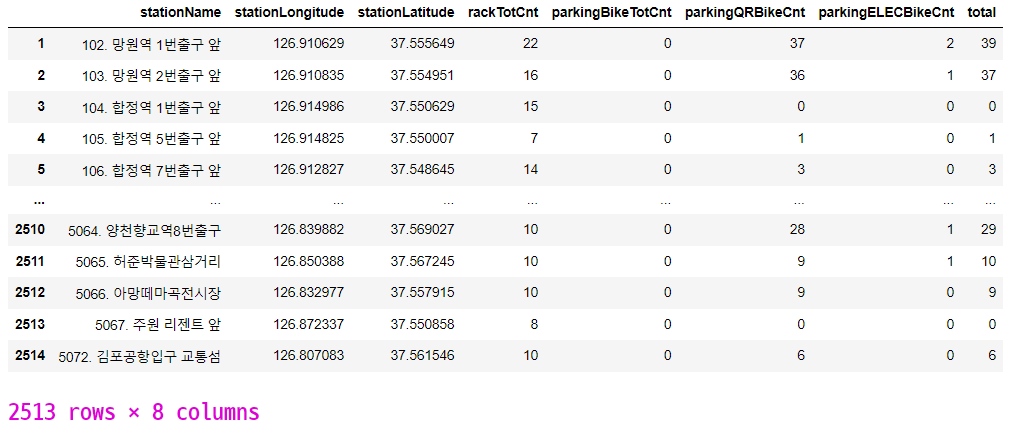 stationName stationLongitude stationLatitude rackTotCnt parkingBikeTotCnt parkingQRBikeCnt parkingELECBikeCnt total
1 102. 망원역 1번출구 앞 126.910629 37.555649 22 0 37 2 39
2 103. 망원역 2번출구 앞 126.910835 37.554951 16 0 36 1 37
3 104. 합정역 1번출구 앞 126.914986 37.550629 15 0 0 0 0
4 105. 합정역 5번출구 앞 126.914825 37.550007 7 0 1 0 1
5 106. 합정역 7번출구 앞 126.912827 37.548645 14 0 3 0 3
... ... ... ... ... ... ... ... ...
2510 5064. 양천향교역8번출구 126.839882 37.569027 10 0 28 1 29
2511 5065. 허준박물관삼거리 126.850388 37.567245 10 0 9 1 10
2512 5066. 아망떼마곡전시장 126.832977 37.557915 10 0 9 0 9
2513 5067. 주원 리젠트 앞 126.872337 37.550858 8 0 0 0 0
2514 5072. 김포공항입구 교통섬 126.807083 37.561546 10 0 6 0 6
2513 rows × 8 columns